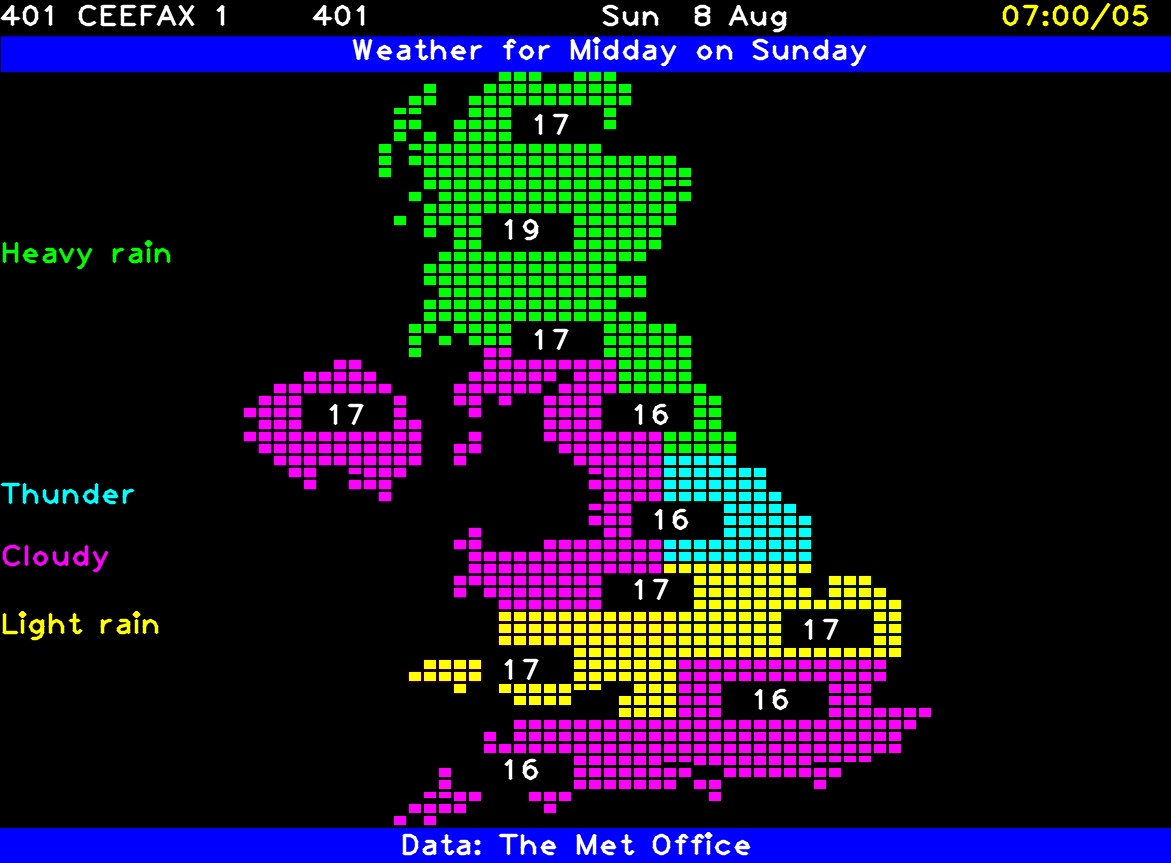 401 CEEFAX 1 401 Sun 8 Aug 07:00/05
Weather for Midday on Sunday
17
19
Heavy rain
17
17
16
Thunder
16
Cloudy
17
Light rain
17
17
16
16
Data: The Met Office